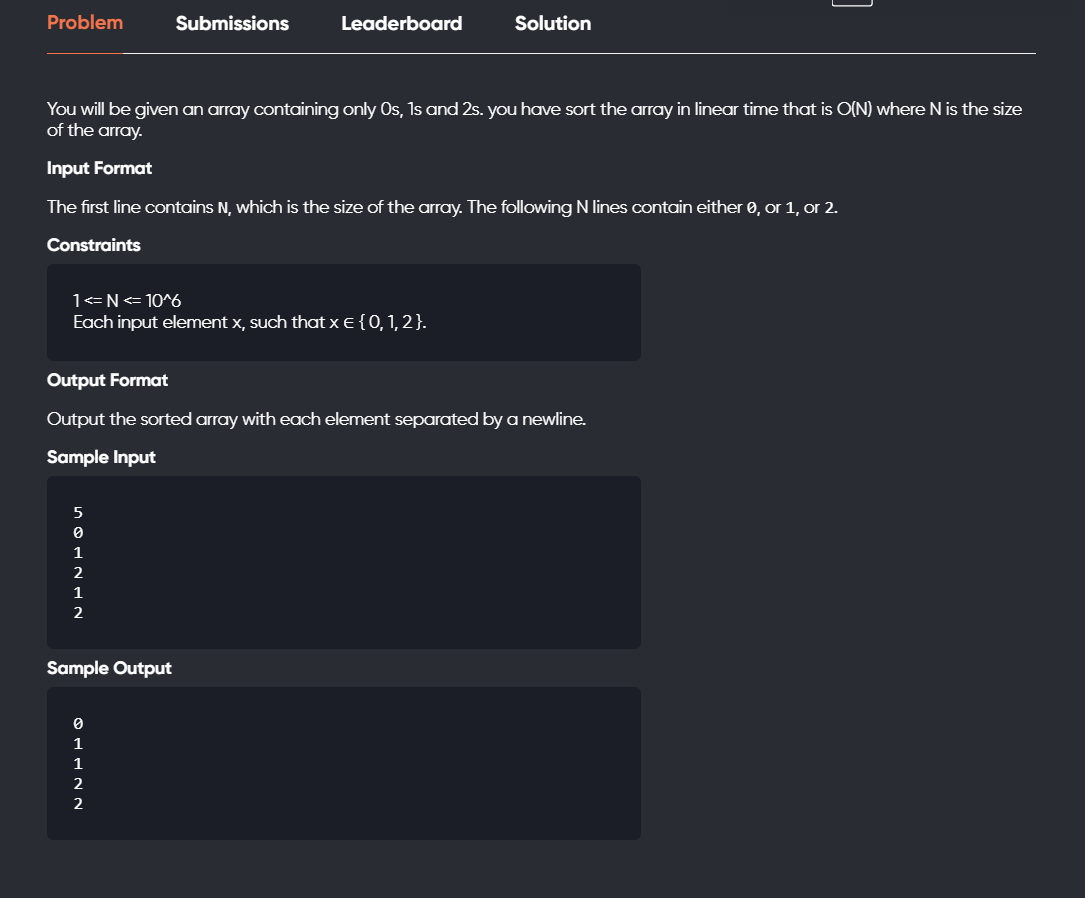 Problem Submissions Leaderboard Solution
You will be given an array containing only 0s, 1s and 2s. you have sort the array in linear time that is O(N) where N is the size
of the array.
Input Format
The first line contains N, which is the size of the array. The following N lines contain either 0, or 1, or 2.
Constraints
1 <= N <= 10^6
Each input element x, such that x ∈ { 0, 1, 2 }.
Output Format
Output the sorted array with each element separated by a newline.
Sample Input
5
0
1
2
1
2
Sample Output
0
1
1
2
2